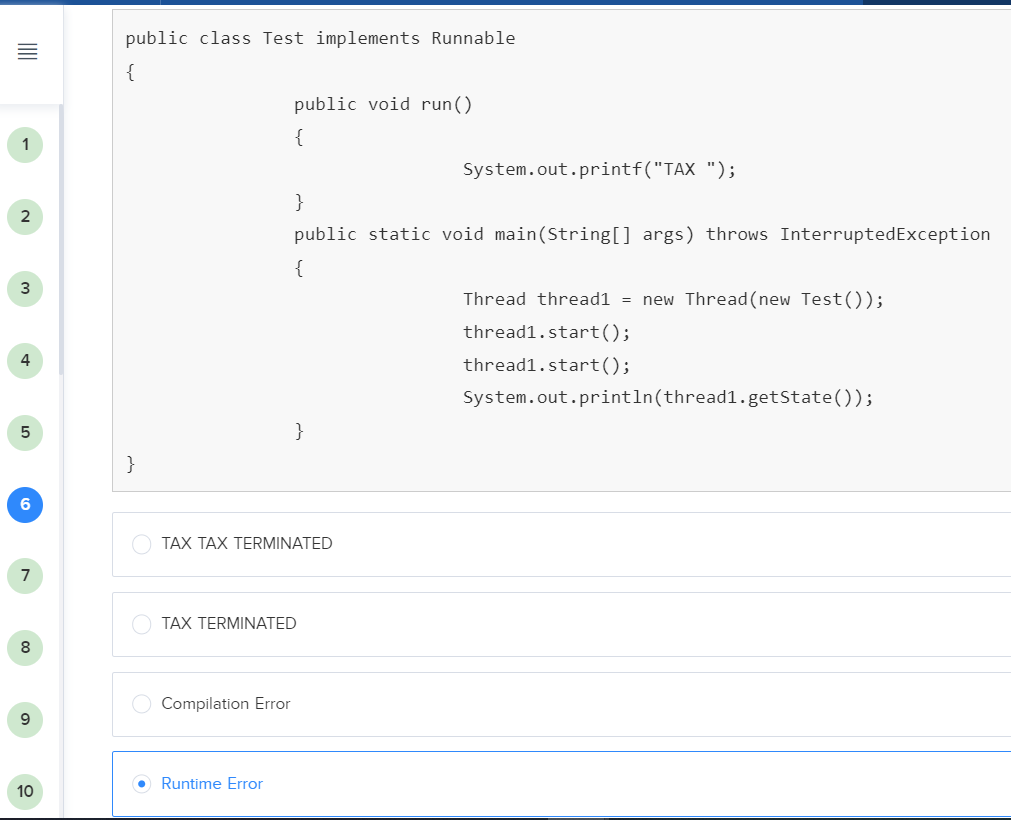 public class Test implements Runnable
{
public void run()
{
System.out.printf("TAX ");
}
public static void main(String[] args) throws InterruptedException
{
Thread thread1 = new Thread(new Test());
thread1.start();
thread1.start();
System.out.println(thread1.getState());
}
}
1
2
3
4
5
6
7
8
9
10
TAX TAX TERMINATED
TAX TERMINATED
Compilation Error
Runtime Error